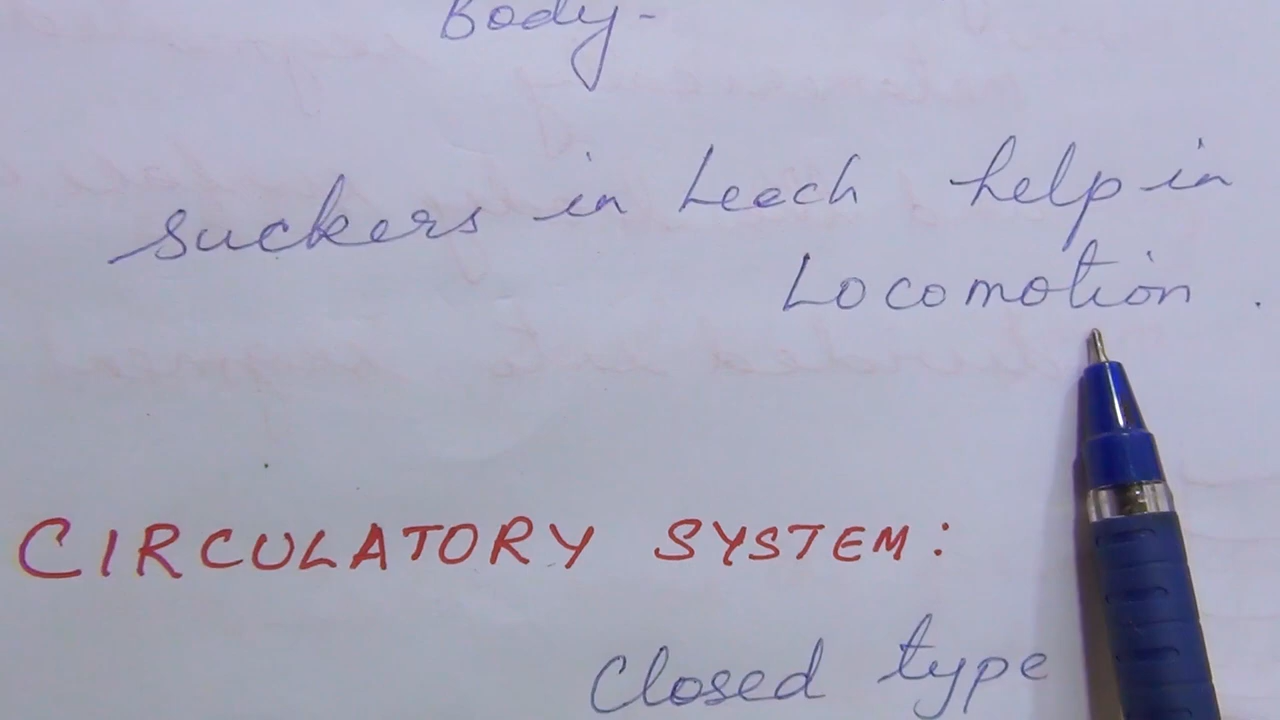 Body-
suckers in Leech help in
Locomotion .
CIRCULATORY SYSTEM:
Closed type